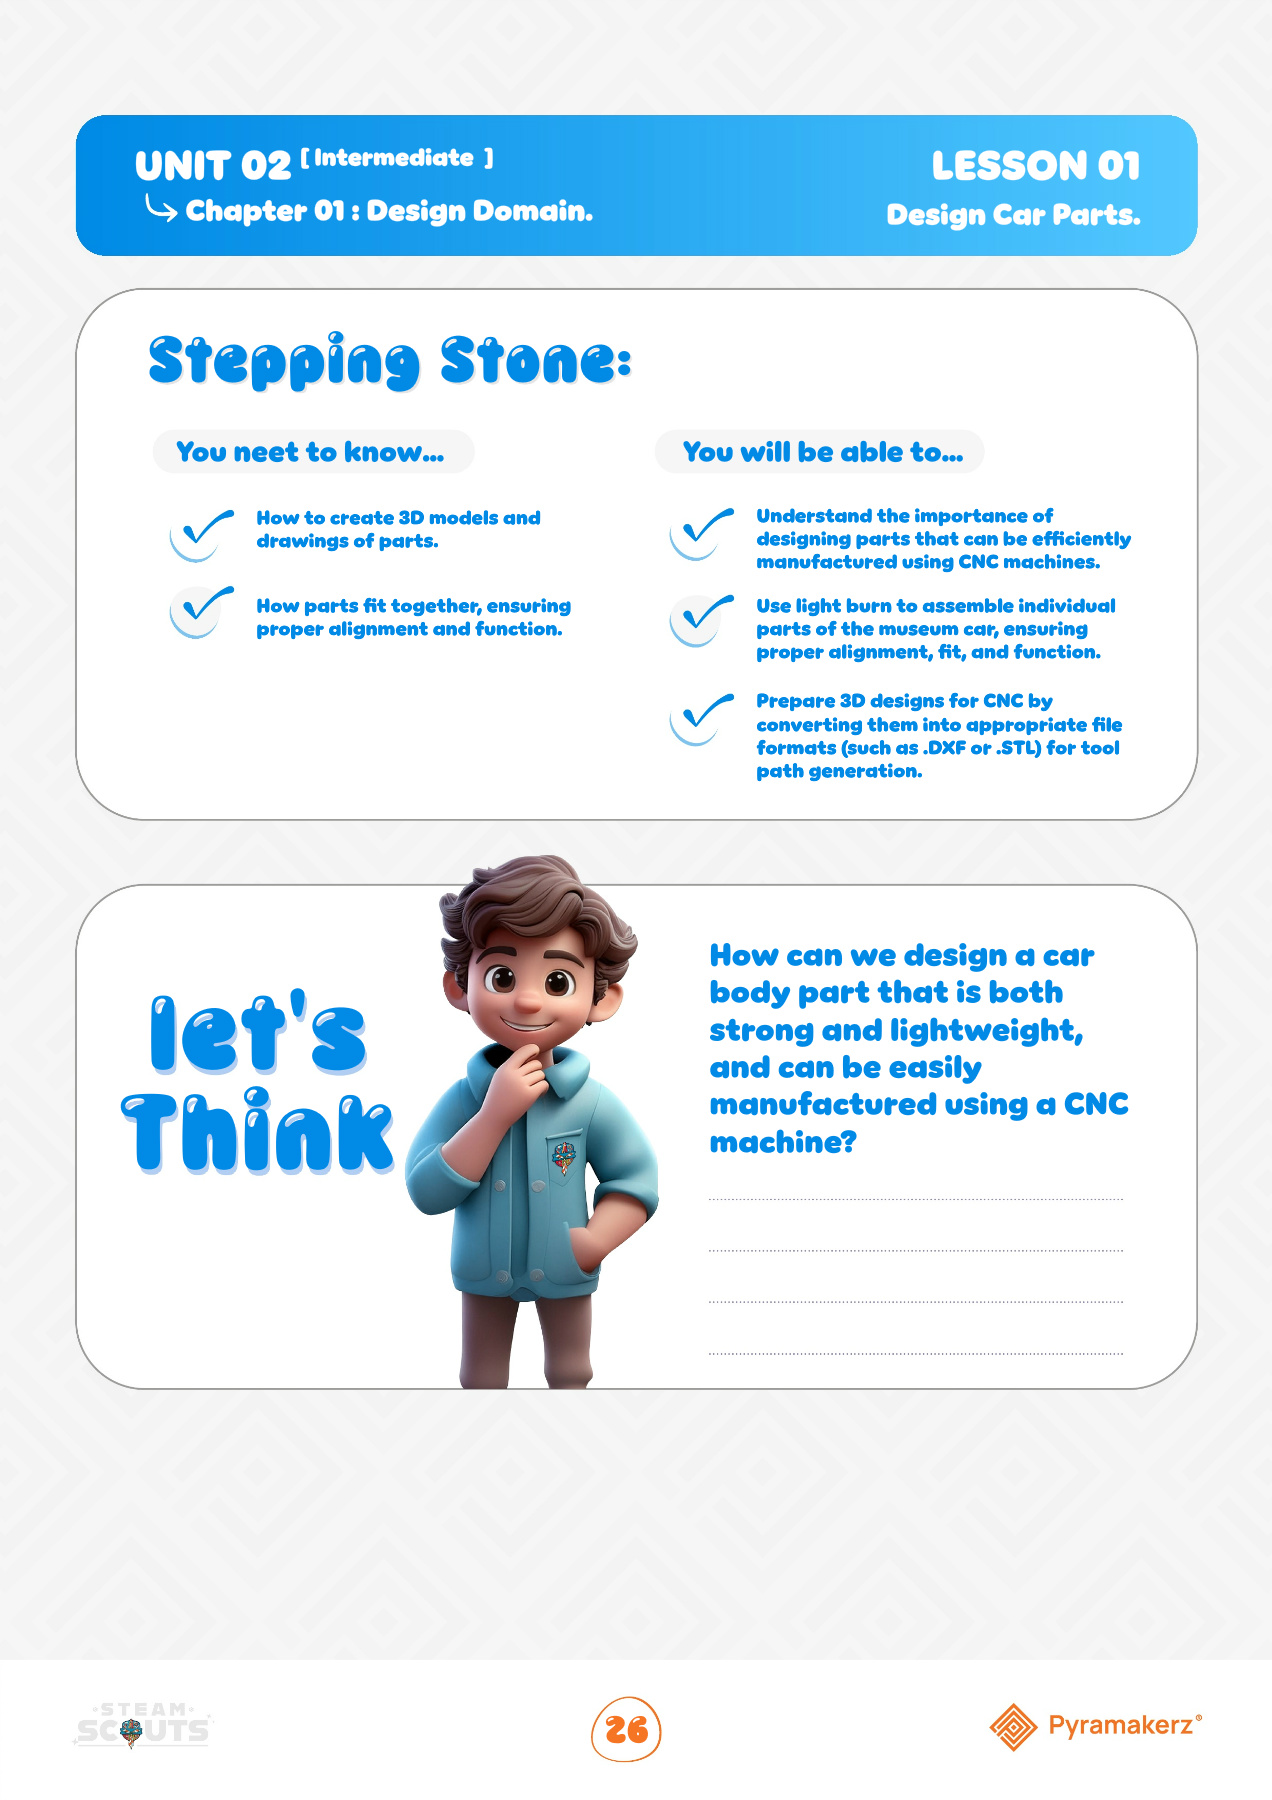 UNIT 02 [ Intermediate ]
Chapter 01 : Design Domain.
LESSON 01
Design Car Parts.
Stepping Stone:
You neet to know...
How to create 3D models and
drawings of parts.
How parts fit together, ensuring
proper alignment and function.
You will be able to...
Understand the importance of
designing parts that can be efficiently
manufactured using CNC machines.
Use light burn to assemble individual
parts of the museum car, ensuring
proper alignment, fit, and function.
Prepare 3D designs for CNC by
converting them into appropriate file
formats (such as .DXF or .STL) for tool
path generation.
let's
Think
How can we design a car
body part that is both
strong and lightweight,
and can be easily
manufactured using a CNC
machine?
STEAM
SCOUTS
26
Pyramakerz®